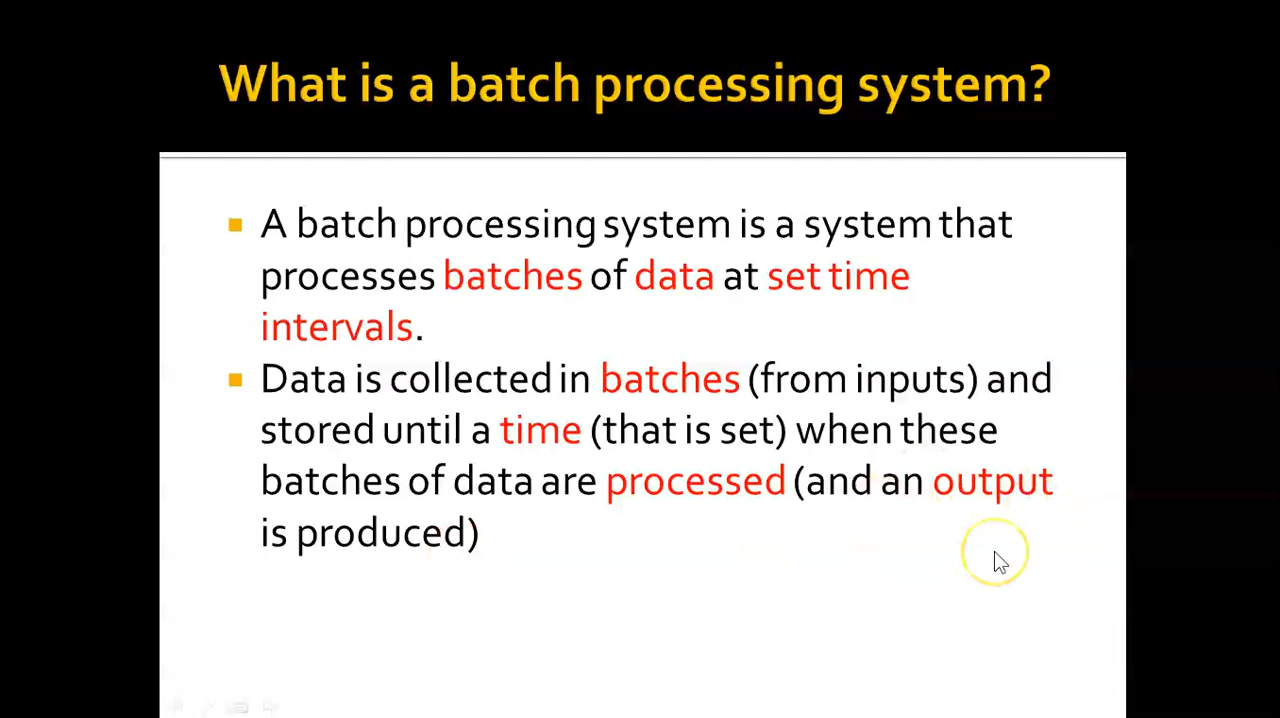 What is a batch processing system?
A batch processing system is a system that
processes batches of data at set time
intervals.
Data is collected in batches (from inputs) and
stored until a time (that is set) when these
batches of data are processed (and an output
is produced)